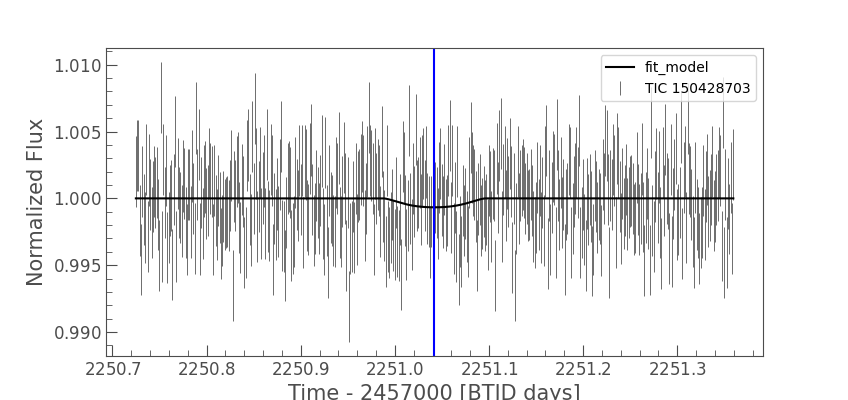 1.010
1.005
1.000
0.995
0.990
Normalized Flux
fit_model
TIC 150428703
2250.7 2250.8 2250.9 2251.0 2251.1 2251.2 2251.3
Time - 2457000 [BTJD days]